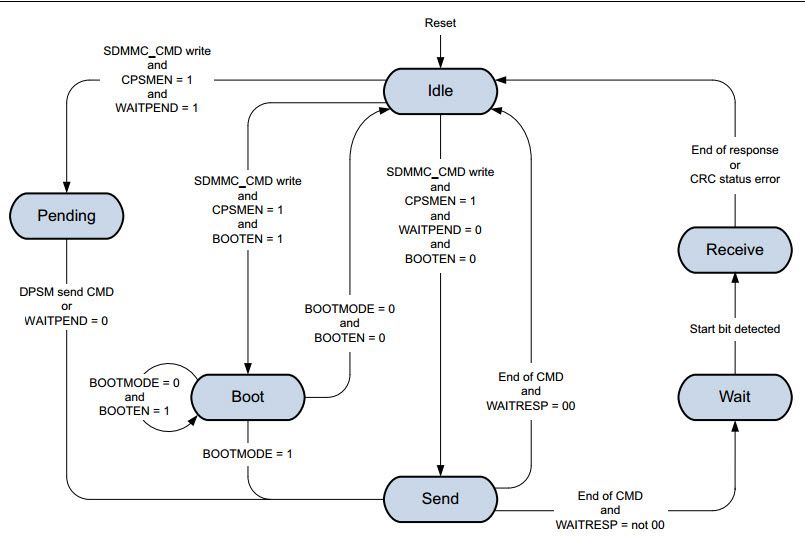 Reset
SDMMC_CMD write
and
CPSMEN = 1
and
WAITPEND = 1
Idle
End of response
or
CRC status error
SDMMC_CMD write
and
CPSMEN = 1
and
BOOTEN = 1
SDMMC_CMD write
and
CPSMEN = 1
and
WAITPEND = 0
and
BOOTEN = 0
Pending
Receive
DPSM send CMD
or
WAITPEND = 0
BOOTMODE = 0
and
BOOTEN = 0
Start bit detected
BOOTMODE = 0
and
BOOTEN = 1
Boot
End of CMD
and
WAITRESP = 00
Wait
BOOTMODE = 1
Send
End of CMD
and
WAITRESP = not 00